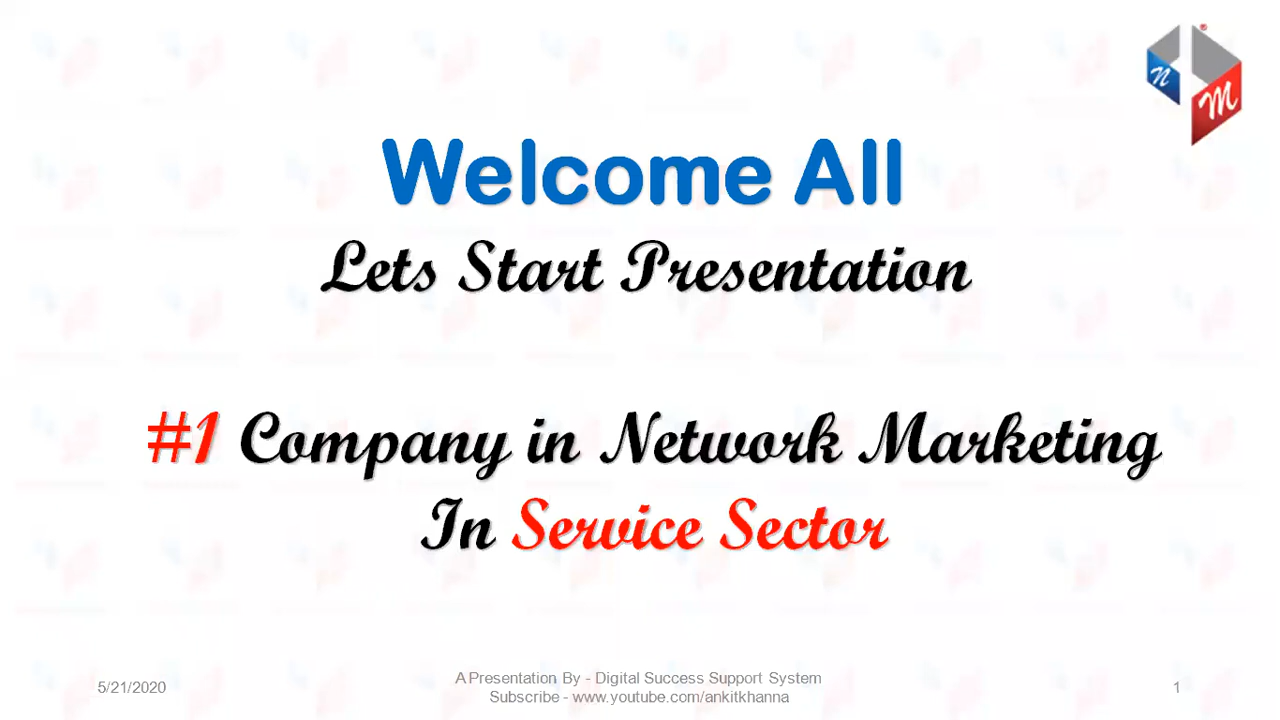 ®
n
M
Welcome All
Lets Start Presentation
#1 Company in Network Marketing
In Service Sector
5/21/2020
A Presentation By - Digital Success Support System
Subscribe - www.youtube.com/ankitkhanna
1